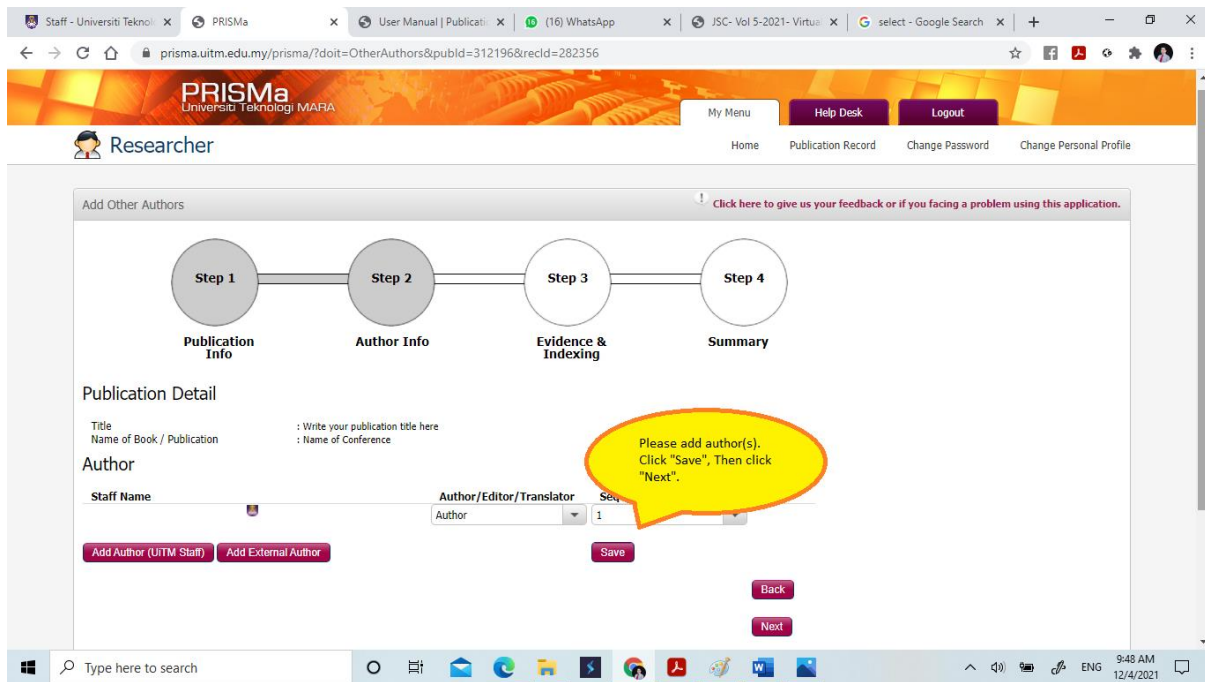 Staff - Universiti Teknol
PRISMa
User Manual | Publicati
(16) WhatsApp
JSC- Vol 5-2021- Virtua
select - Google Search
prisma.uitm.edu.my/prisma/?doit=OtherAuthors&pubId=312196&recId=282356
PRISMa
Universiti Teknologi MARA
My Menu
Help Desk
Logout
Researcher
Home
Publication Record
Change Password
Change Personal Profile
Add Other Authors
! Click here to give us your feedback or if you facing a problem using this application.
Step 1
Step 2
Step 3
Step 4
Publication
Info
Author Info
Evidence &
Indexing
Summary
Publication Detail
Title : Write your publication title here
Name of Book / Publication : Name of Conference
Please add author(s).
Click "Save", Then click
"Next".
Author
Staff Name
Author/Editor/Translator
Author
1
Add Author (UiTM Staff)
Add External Author
Save
Back
Next
Type here to search
ENG
9:48 AM
12/4/2021